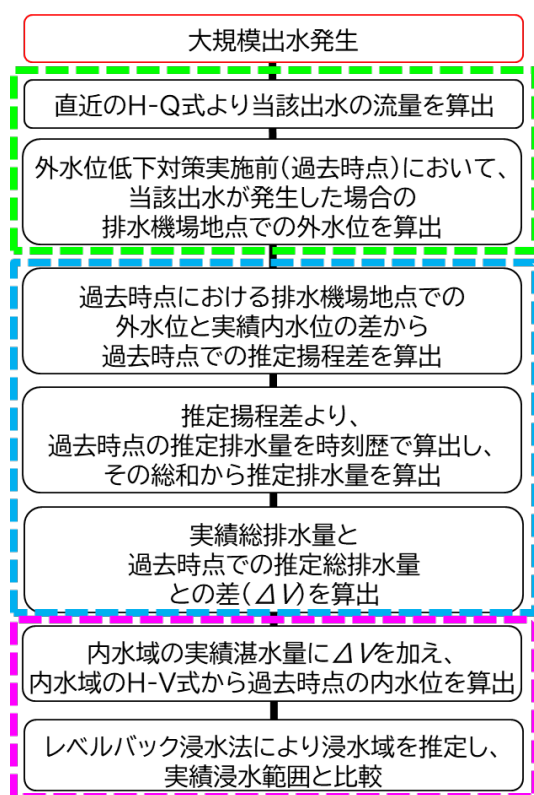 大規模出水発生
直近のH-Q式より当該出水の流量を算出
外水位低下対策実施前(過去時点)において、
当該出水が発生した場合の
排水機場地点での外水位を算出
過去時点における排水機場地点での
外水位と実績内水位の差から
過去時点での推定揚程差を算出
推定揚程差より、
過去時点の推定排水量を時刻歴で算出し、
その総和から推定排水量を算出
実績総排水量と
過去時点での推定総排水量
との差(ΔV)を算出
内水域の実績湛水量にΔVを加え、
内水域のH-V式から過去時点の内水位を算出
レベルバック浸水法により浸水域を推定し、
実績浸水範囲と比較